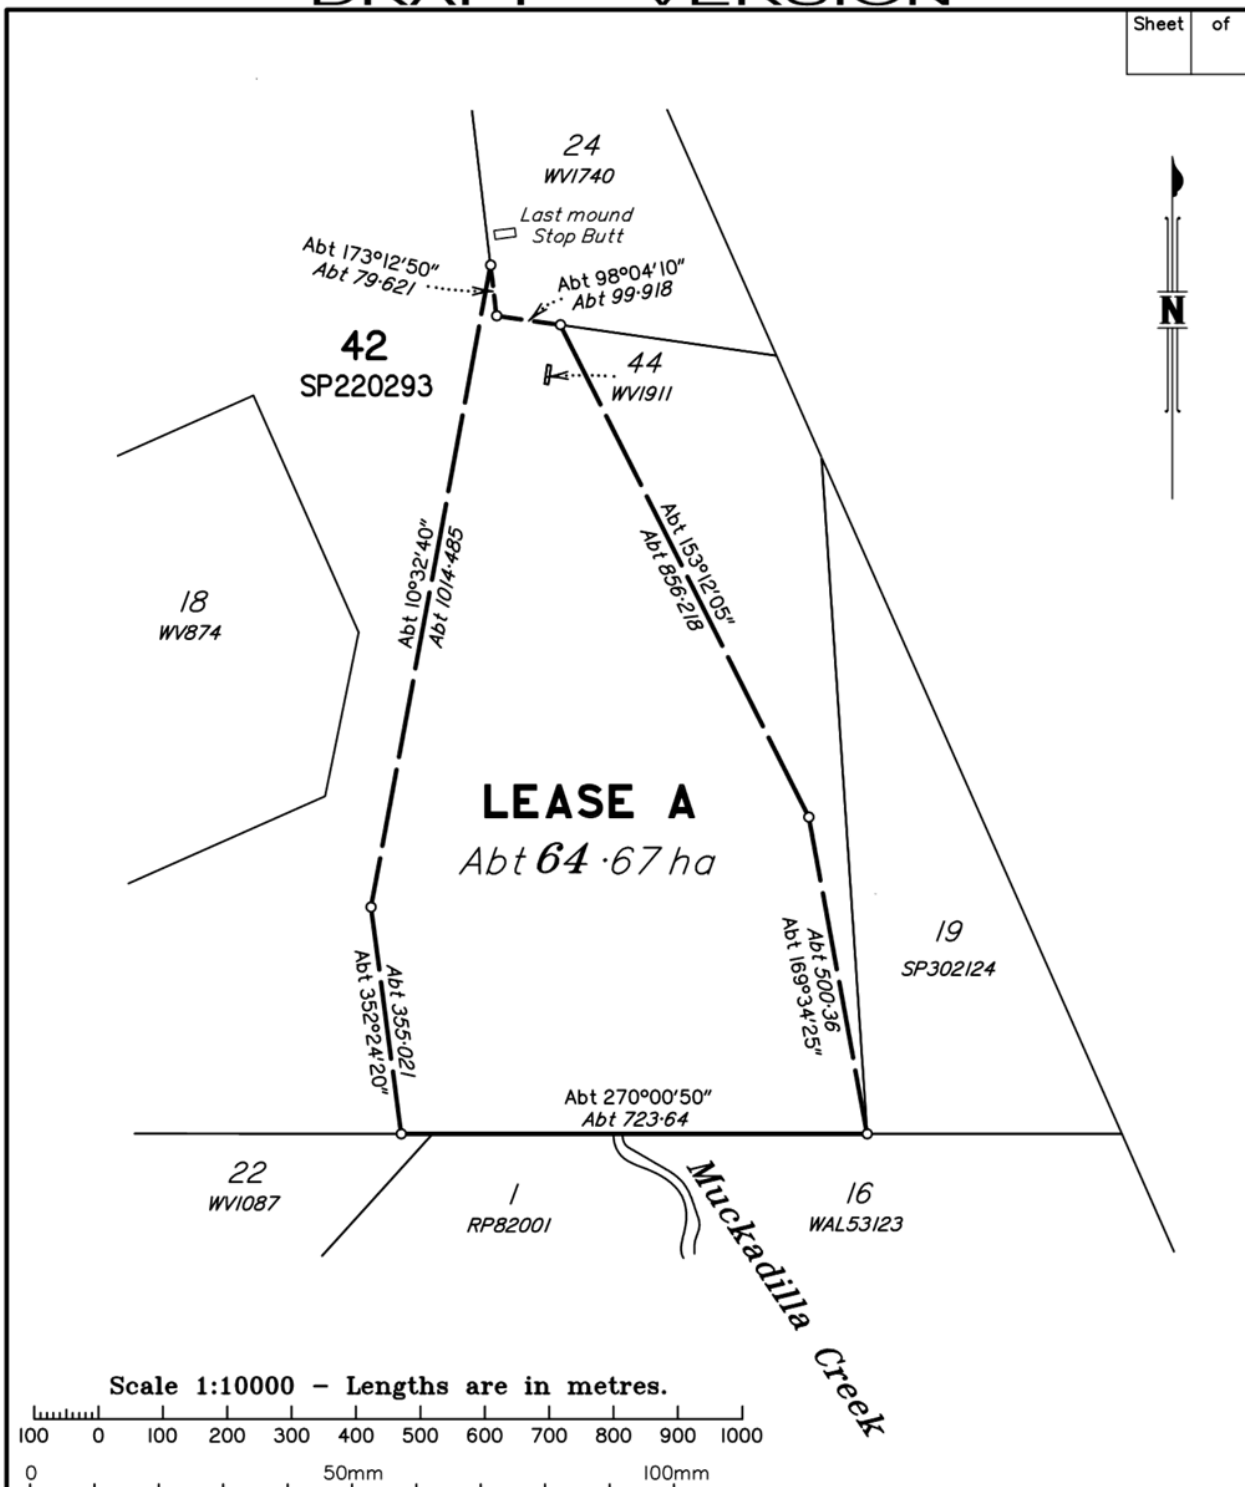 DRAFT VERSION
Sheet of
24
WV1740
Last mound
Stop Butt
Abt 173°12'50"
Abt 79·621
Abt 98°04'10"
Abt 99·918
N
42
SP220293
44
WV1911
Abt 10°32'40"
Abt 1014·485
Abt 153°12'05"
Abt 856·218
18
WV874
LEASE A
Abt 64·67 ha
19
SP302124
Abt 500·36
Abt 169°34'25"
Abt 355·021
Abt 352°24'20"
Abt 270°00'50"
Abt 723·64
22
WV1087
1
RP82001
16
WAL53123
Muckadilla Creek
Scale 1:10000 – Lengths are in metres.
100 0 100 200 300 400 500 600 700 800 900 1000
0 50mm 100mm